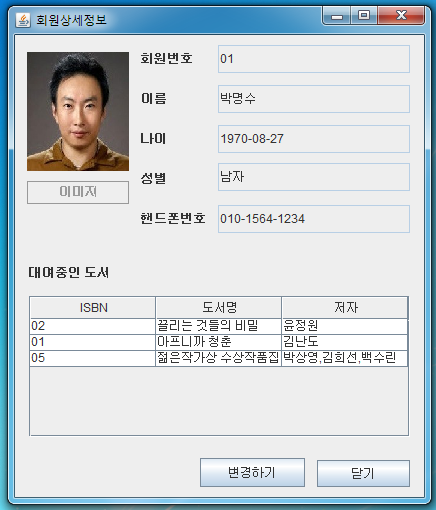 회원상세정보
회원번호 01
이름 박명수
나이 1970-08-27
성별 남자
핸드폰번호 010-1564-1234
이미지
대여중인 도서
ISBN 도서명 저자
02 끌리는 것들의 비밀 윤정원
01 아프니까 청춘 김난도
05 젊은작가상 수상작품집 박상영,김희선,백수린
변경하기 닫기